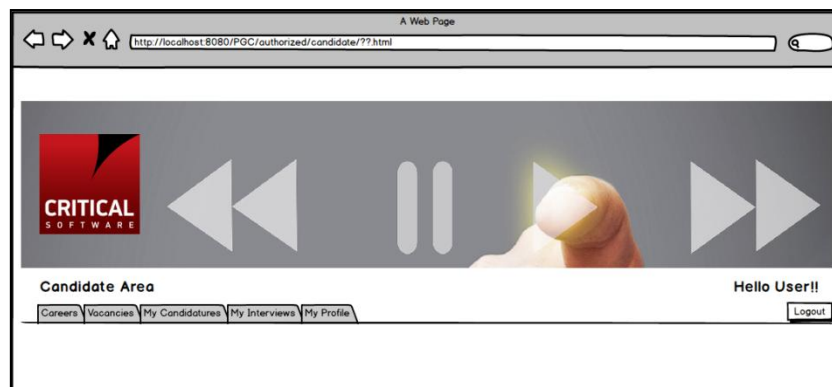 A Web Page
http://localhost:8080/PGC/authorized/candidate/??.html
CRITICAL
SOFTWARE
Candidate Area
Hello User!!
Careers Vacancies My Candidatures My Interviews My Profile
Logout